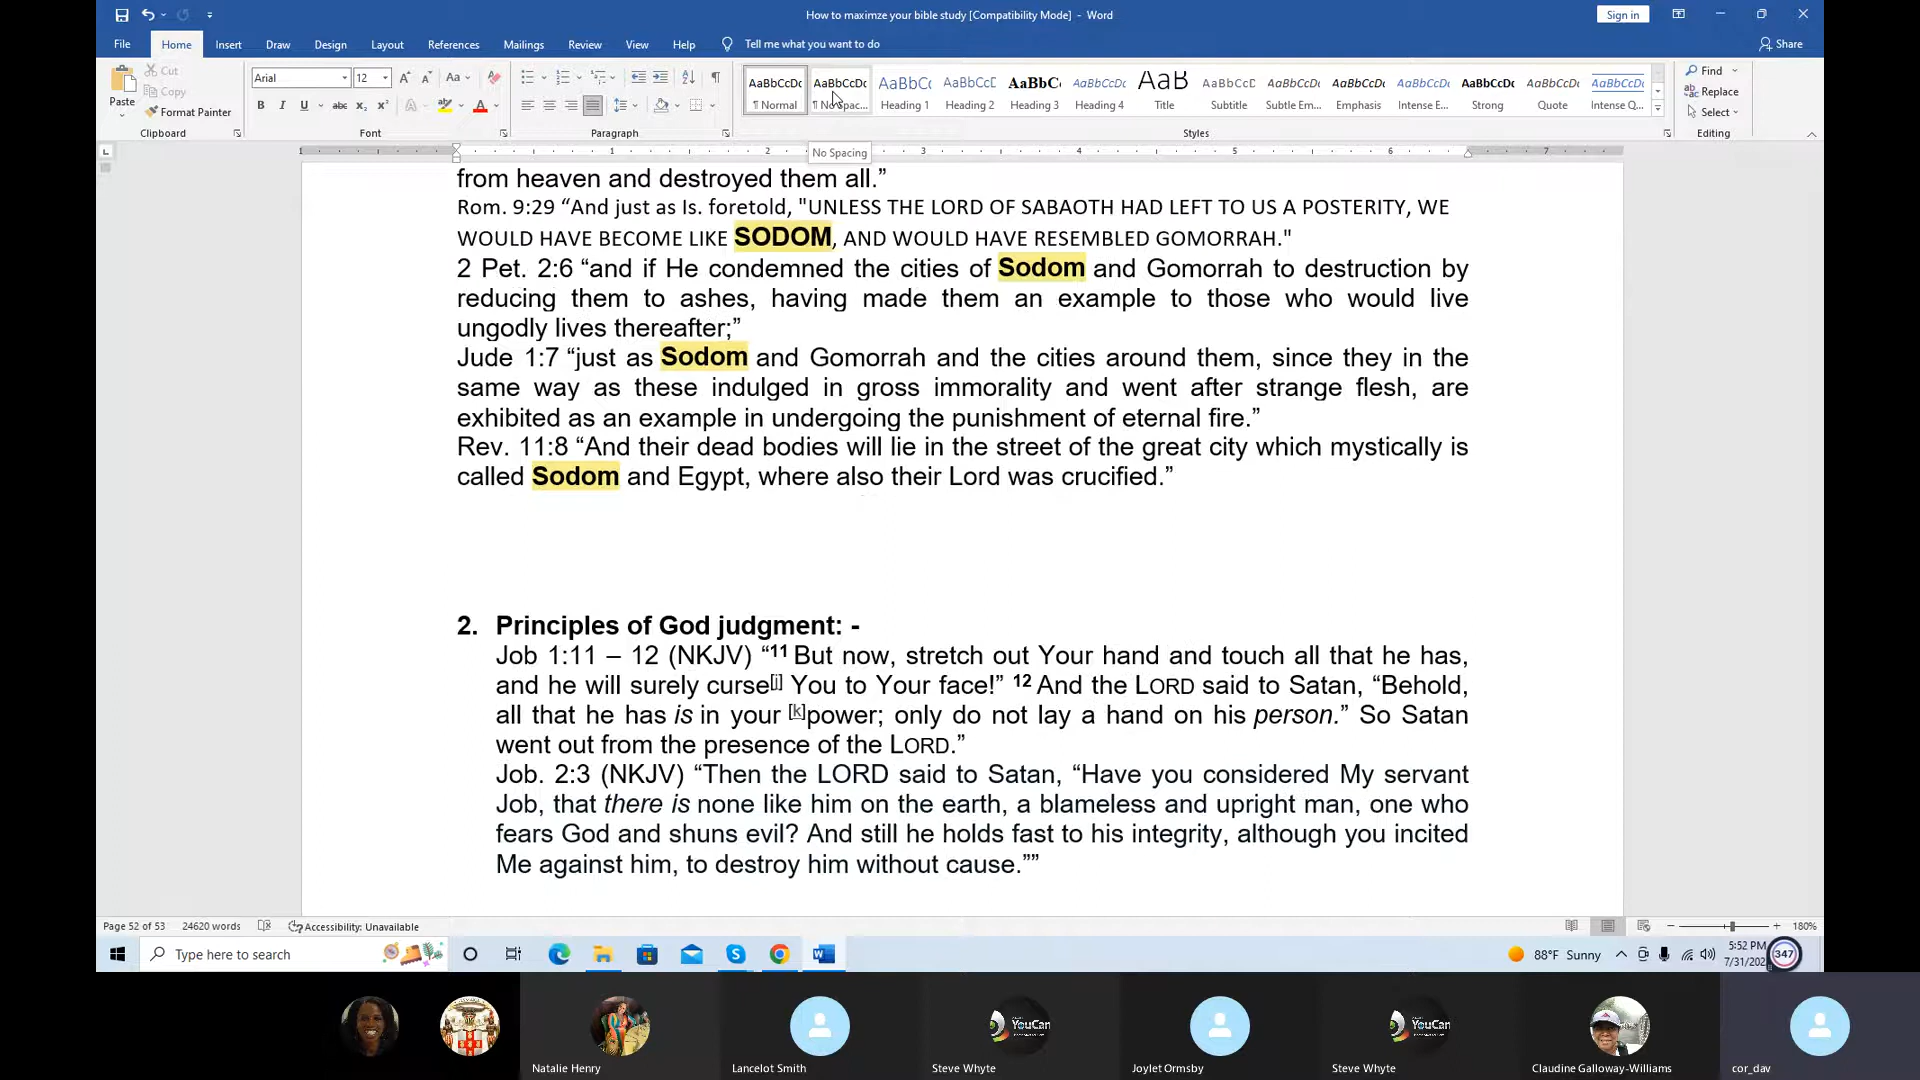 How to maximze your bible study [Compatibility Mode] - Word
Sign in
File Home Insert Draw Design Layout References Mailings Review View Help Tell me what you want to do
Share
Paste
Cut
Copy
Format Painter
Clipboard
Arial 12
Font
Paragraph
AaBbCcDc AaBbCcDc AaBbCc AaBbCcD AaBbC AaBbCcDc AaB AaBbCcD AaBbCcDc AaBbCcDc AaBbCcDc AaBbCcDc AaBbCcDc AaBbCcDc
¶ Normal ¶ No Spac... Heading 1 Heading 2 Heading 3 Heading 4 Title Subtitle Subtle Em... Emphasis Intense E... Strong Quote Intense Q...
Styles
Find
Replace
Select
Editing
No Spacing
from heaven and destroyed them all.”
Rom. 9:29 “And just as Is. foretold, "UNLESS THE LORD OF SABAOTH HAD LEFT TO US A POSTERITY, WE
WOULD HAVE BECOME LIKE SODOM, AND WOULD HAVE RESEMBLED GOMORRAH."
2 Pet. 2:6 “and if He condemned the cities of Sodom and Gomorrah to destruction by
reducing them to ashes, having made them an example to those who would live
ungodly lives thereafter;”
Jude 1:7 “just as Sodom and Gomorrah and the cities around them, since they in the
same way as these indulged in gross immorality and went after strange flesh, are
exhibited as an example in undergoing the punishment of eternal fire.”
Rev. 11:8 “And their dead bodies will lie in the street of the great city which mystically is
called Sodom and Egypt, where also their Lord was crucified.”
2. Principles of God judgment: -
Job 1:11 – 12 (NKJV) “11 But now, stretch out Your hand and touch all that he has,
and he will surely curse[j] You to Your face!” 12 And the LORD said to Satan, “Behold,
all that he has is in your [k]power; only do not lay a hand on his person.” So Satan
went out from the presence of the LORD.”
Job. 2:3 (NKJV) “Then the LORD said to Satan, “Have you considered My servant
Job, that there is none like him on the earth, a blameless and upright man, one who
fears God and shuns evil? And still he holds fast to his integrity, although you incited
Me against him, to destroy him without cause.””
Page 52 of 53 24620 words Accessibility: Unavailable
180%
Type here to search
88°F Sunny
5:52 PM
7/31/202
347
YouCan
YouCan
Natalie Henry
Lancelot Smith
Steve Whyte
Joylet Ormsby
Steve Whyte
Claudine Galloway-Williams
cor_dav